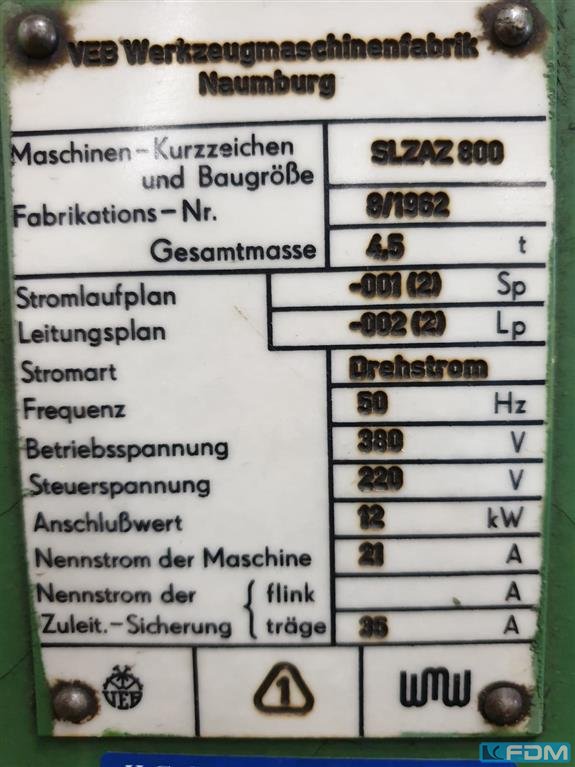 VEB Werkzeugmaschinenfabrik
Naumburg
Maschinen-Kurzzeichen
und Baugröße SLZAZ 800
Fabrikations-Nr. 8/1962
Gesamtmasse 4,5 t
Stromlaufplan -001 (2) Sp
Leitungsplan -002 (2) Lp
Stromart Drehstrom
Frequenz 50 Hz
Betriebsspannung 380 V
Steuerspannung 220 V
Anschlußwert 12 kW
Nennstrom der Maschine 21 A
Nennstrom der { flink A
Zuleit.-Sicherung { träge 35 A
VEB 1 WMW
FDM